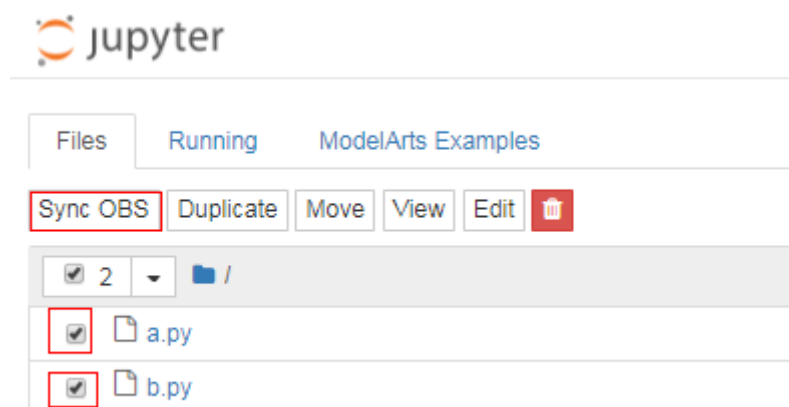 jupyter
Files Running ModelArts Examples
Sync OBS Duplicate Move View Edit
2 /
a.py
b.py